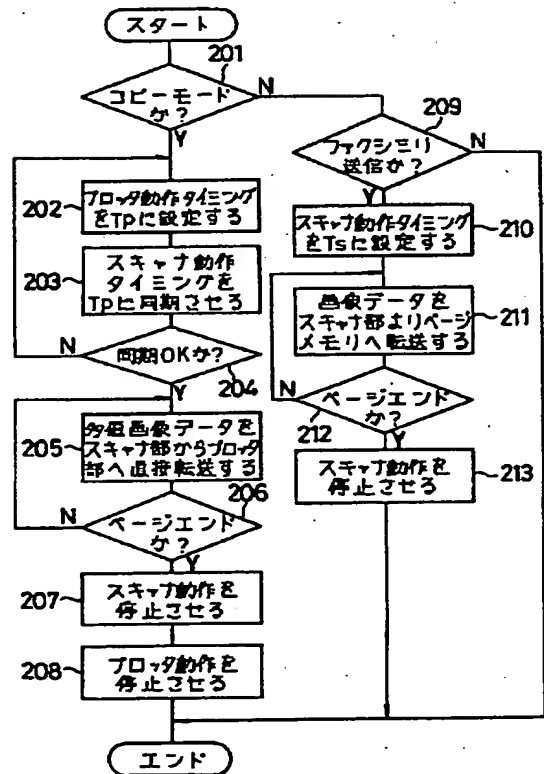 スタート
201
コピーモード
か?
N
Y
202
プロッタ動作タイミング
をTpに設定する
203
スキャナ動作
タイミングを
Tpに同期させる
N
同期OKか?
204
Y
205
多値画像データを
スキャナ部からプロッタ
部へ直接転送する
206
N
ページエンド
か?
Y
207
スキャナ動作を
停止させる
208
プロッタ動作を
停止させる
エンド
209
ファクシミリ
送信か?
N
Y
スキャナ動作タイミング
をTsに設定する
210
画像データを
スキャナ部よりページ
メモリへ転送する
211
N
ページエンド
か?
212
Y
スキャナ動作を
停止させる
213